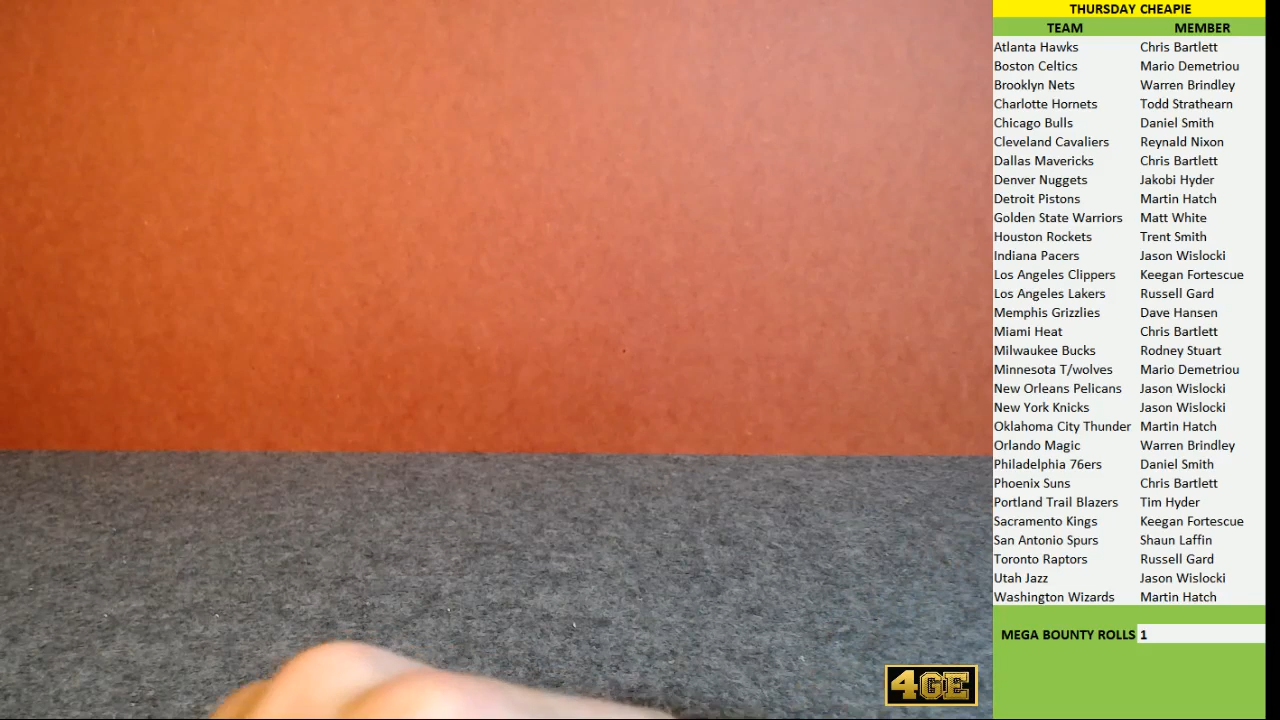 THURSDAY CHEAPIE
TEAM MEMBER
Atlanta Hawks Chris Bartlett
Boston Celtics Mario Demetriou
Brooklyn Nets Warren Brindley
Charlotte Hornets Todd Strathearn
Chicago Bulls Daniel Smith
Cleveland Cavaliers Reynald Nixon
Dallas Mavericks Chris Bartlett
Denver Nuggets Jakobi Hyder
Detroit Pistons Martin Hatch
Golden State Warriors Matt White
Houston Rockets Trent Smith
Indiana Pacers Jason Wislocki
Los Angeles Clippers Keegan Fortescue
Los Angeles Lakers Russell Gard
Memphis Grizzlies Dave Hansen
Miami Heat Chris Bartlett
Milwaukee Bucks Rodney Stuart
Minnesota T/wolves Mario Demetriou
New Orleans Pelicans Jason Wislocki
New York Knicks Jason Wislocki
Oklahoma City Thunder Martin Hatch
Orlando Magic Warren Brindley
Philadelphia 76ers Daniel Smith
Phoenix Suns Chris Bartlett
Portland Trail Blazers Tim Hyder
Sacramento Kings Keegan Fortescue
San Antonio Spurs Shaun Laffin
Toronto Raptors Russell Gard
Utah Jazz Jason Wislocki
Washington Wizards Martin Hatch
MEGA BOUNTY ROLLS 1
4GE